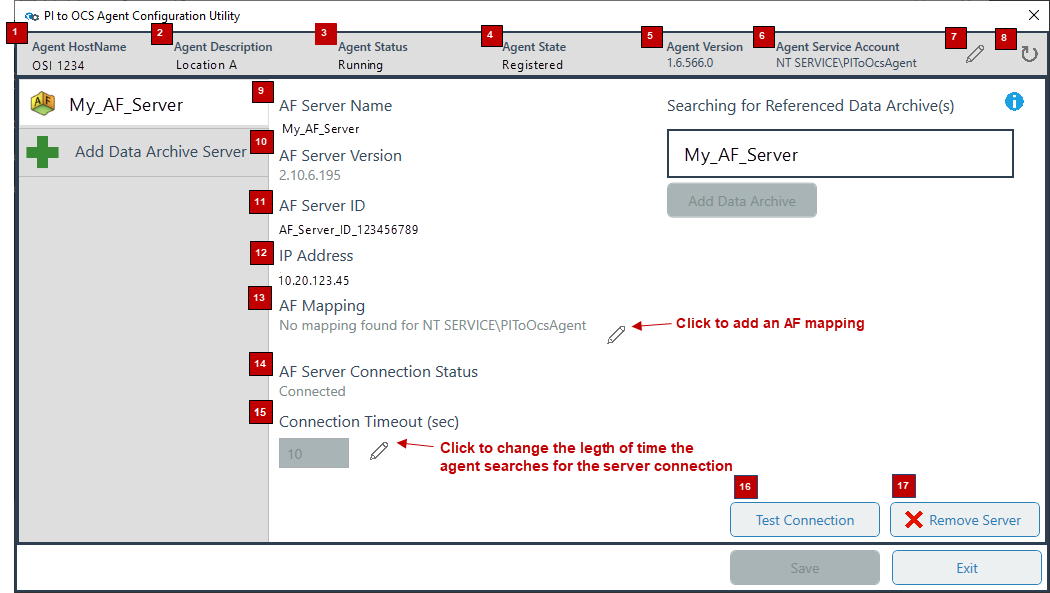 PI to OCS Agent Configuration Utility
1 2 3 4 5 6 7 8
Agent HostName Agent Description Agent Status Agent State Agent Version Agent Service Account
OSI 1234 Location A Running Registered 1.6.566.0 NT SERVICE\PIToOcsAgent
My_AF_Server
Add Data Archive Server
9 AF Server Name
My_AF_Server
10 AF Server Version
2.10.6.195
11 AF Server ID
AF_Server_ID_123456789
12 IP Address
10.20.123.45
13 AF Mapping
No mapping found for NT SERVICE\PIToOcsAgent
Click to add an AF mapping
14 AF Server Connection Status
Connected
15 Connection Timeout (sec)
10
Click to change the legth of time the
agent searches for the server connection
Searching for Referenced Data Archive(s)
My_AF_Server
Add Data Archive
16 17
Test Connection Remove Server
Save Exit